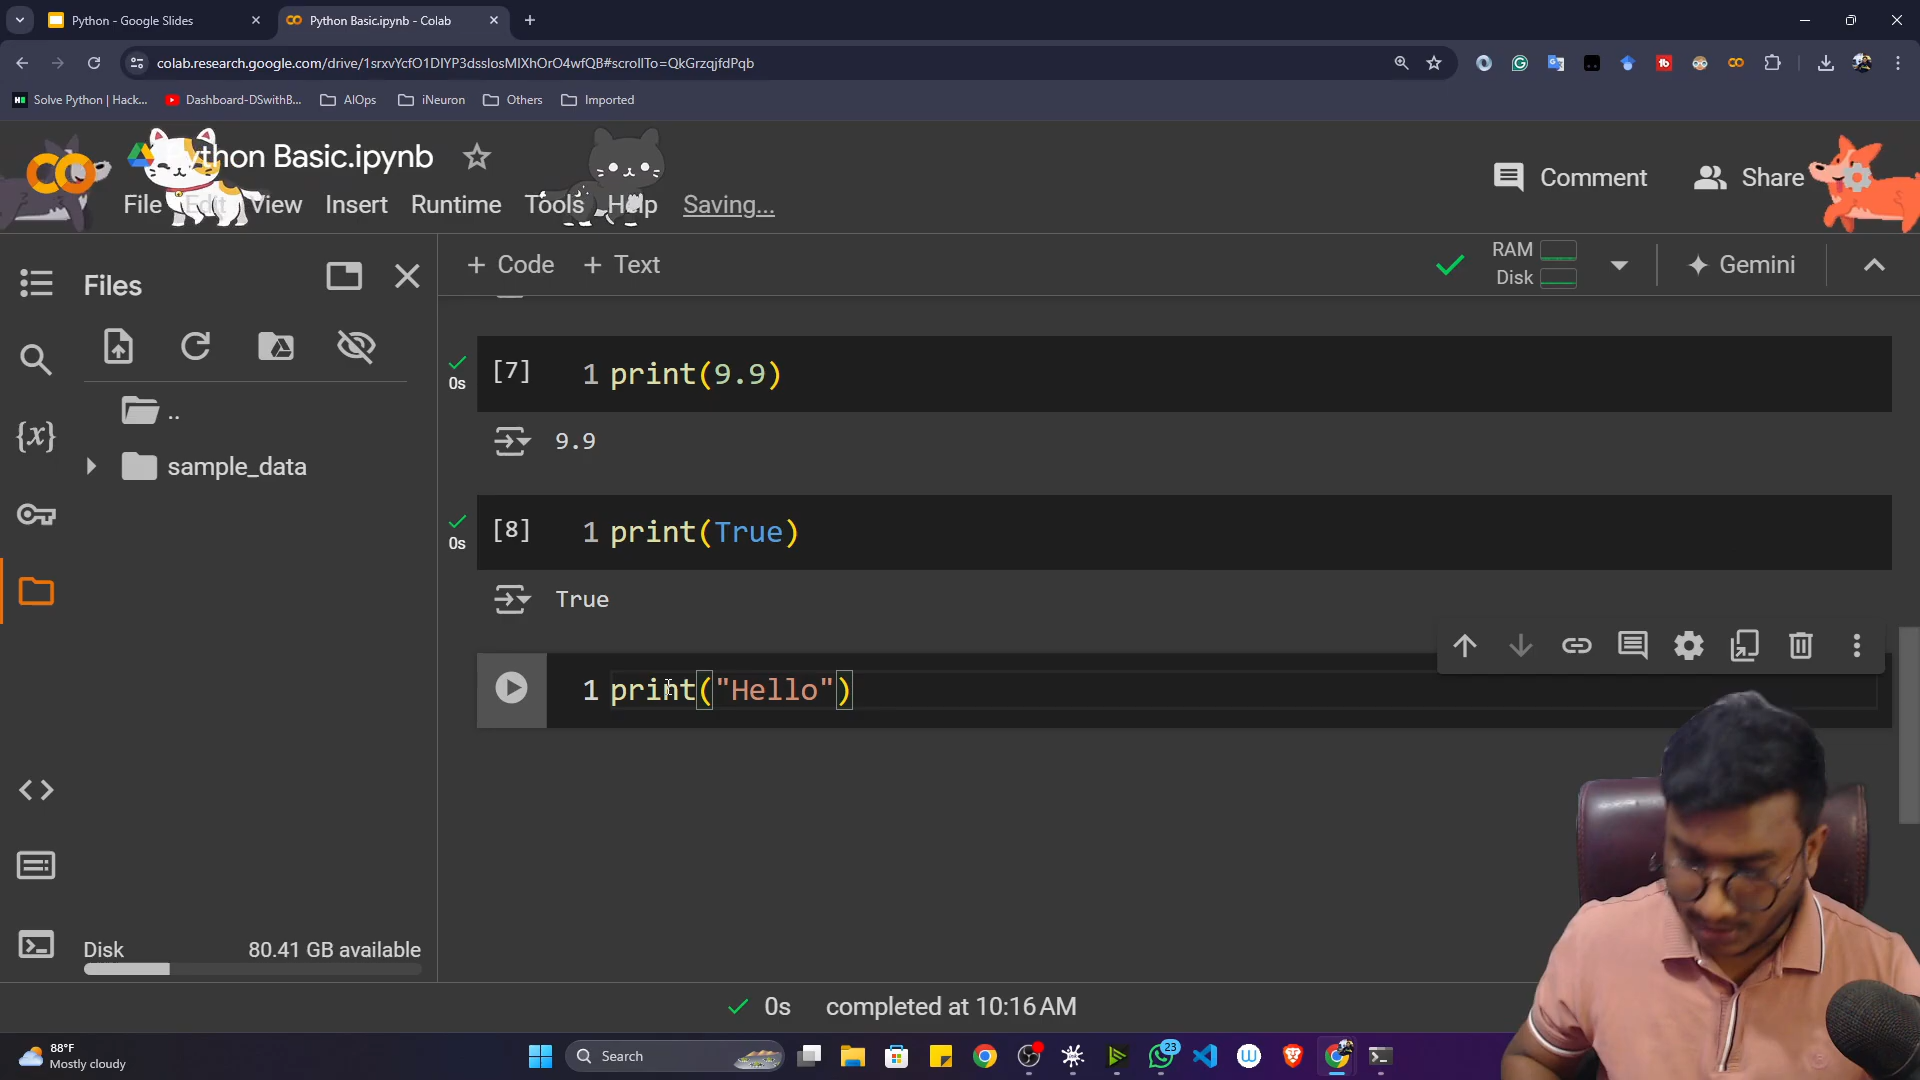 Python - Google Slides
Python Basic.ipynb - Colab
colab.research.google.com/drive/1srxvYcfO1DIYP3dsslosMIXhOrO4wfQB#scrollTo=QkGrzqjfdPqb
Solve Python | Hack...
Dashboard-DSwithB...
AIOps
iNeuron
Others
Imported
Python Basic.ipynb
Comment
Share
File Edit View Insert Runtime Tools Help Saving...
Files
+ Code + Text
RAM
Disk
Gemini
..
sample_data
{x}
0s
[7] 1 print(9.9)
9.9
0s
[8] 1 print(True)
True
1 print("Hello")
Disk 80.41 GB available
0s completed at 10:16 AM
88°F
Mostly cloudy
Search
23